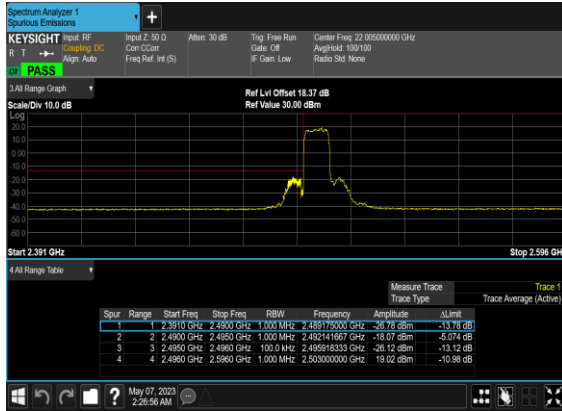 Spectrum Analyzer 1
Spurious Emissions
KEYSIGHT Input: RF Input Z: 50 Ω Atten: 30 dB Trig: Free Run Center Freq: 22.005000000 GHz
R T Coupling: DC Corr CCorr Gate: Off Avg|Hold: 100/100
Align: Auto Freq Ref: Int (S) IF Gain: Low Radio Std: None
PASS
3 All Range Graph Ref Lvl Offset 18.37 dB
Scale/Div 10.0 dB Ref Value 30.00 dBm
Log
20.0
10.0
0.00
-10.0
-20.0
-30.0
-40.0
-50.0
-60.0
Start 2.391 GHz Stop 2.596 GHz
4 All Range Table
Measure Trace Trace 1
Trace Type Trace Average (Active)
Spur Range Start Freq Stop Freq RBW Frequency Amplitude ΔLimit
1 1 2.3910 GHz 2.4900 GHz 1.000 MHz 2.489175000 GHz -26.78 dBm -13.78 dB
2 2 2.4900 GHz 2.4950 GHz 1.000 MHz 2.492141667 GHz -18.07 dBm -5.074 dB
3 3 2.4950 GHz 2.4960 GHz 100.0 kHz 2.495918333 GHz -26.12 dBm -13.12 dB
4 4 2.4960 GHz 2.5960 GHz 1.000 MHz 2.503000000 GHz 19.02 dBm -10.98 dB
May 07, 2023
2:26:56 AM